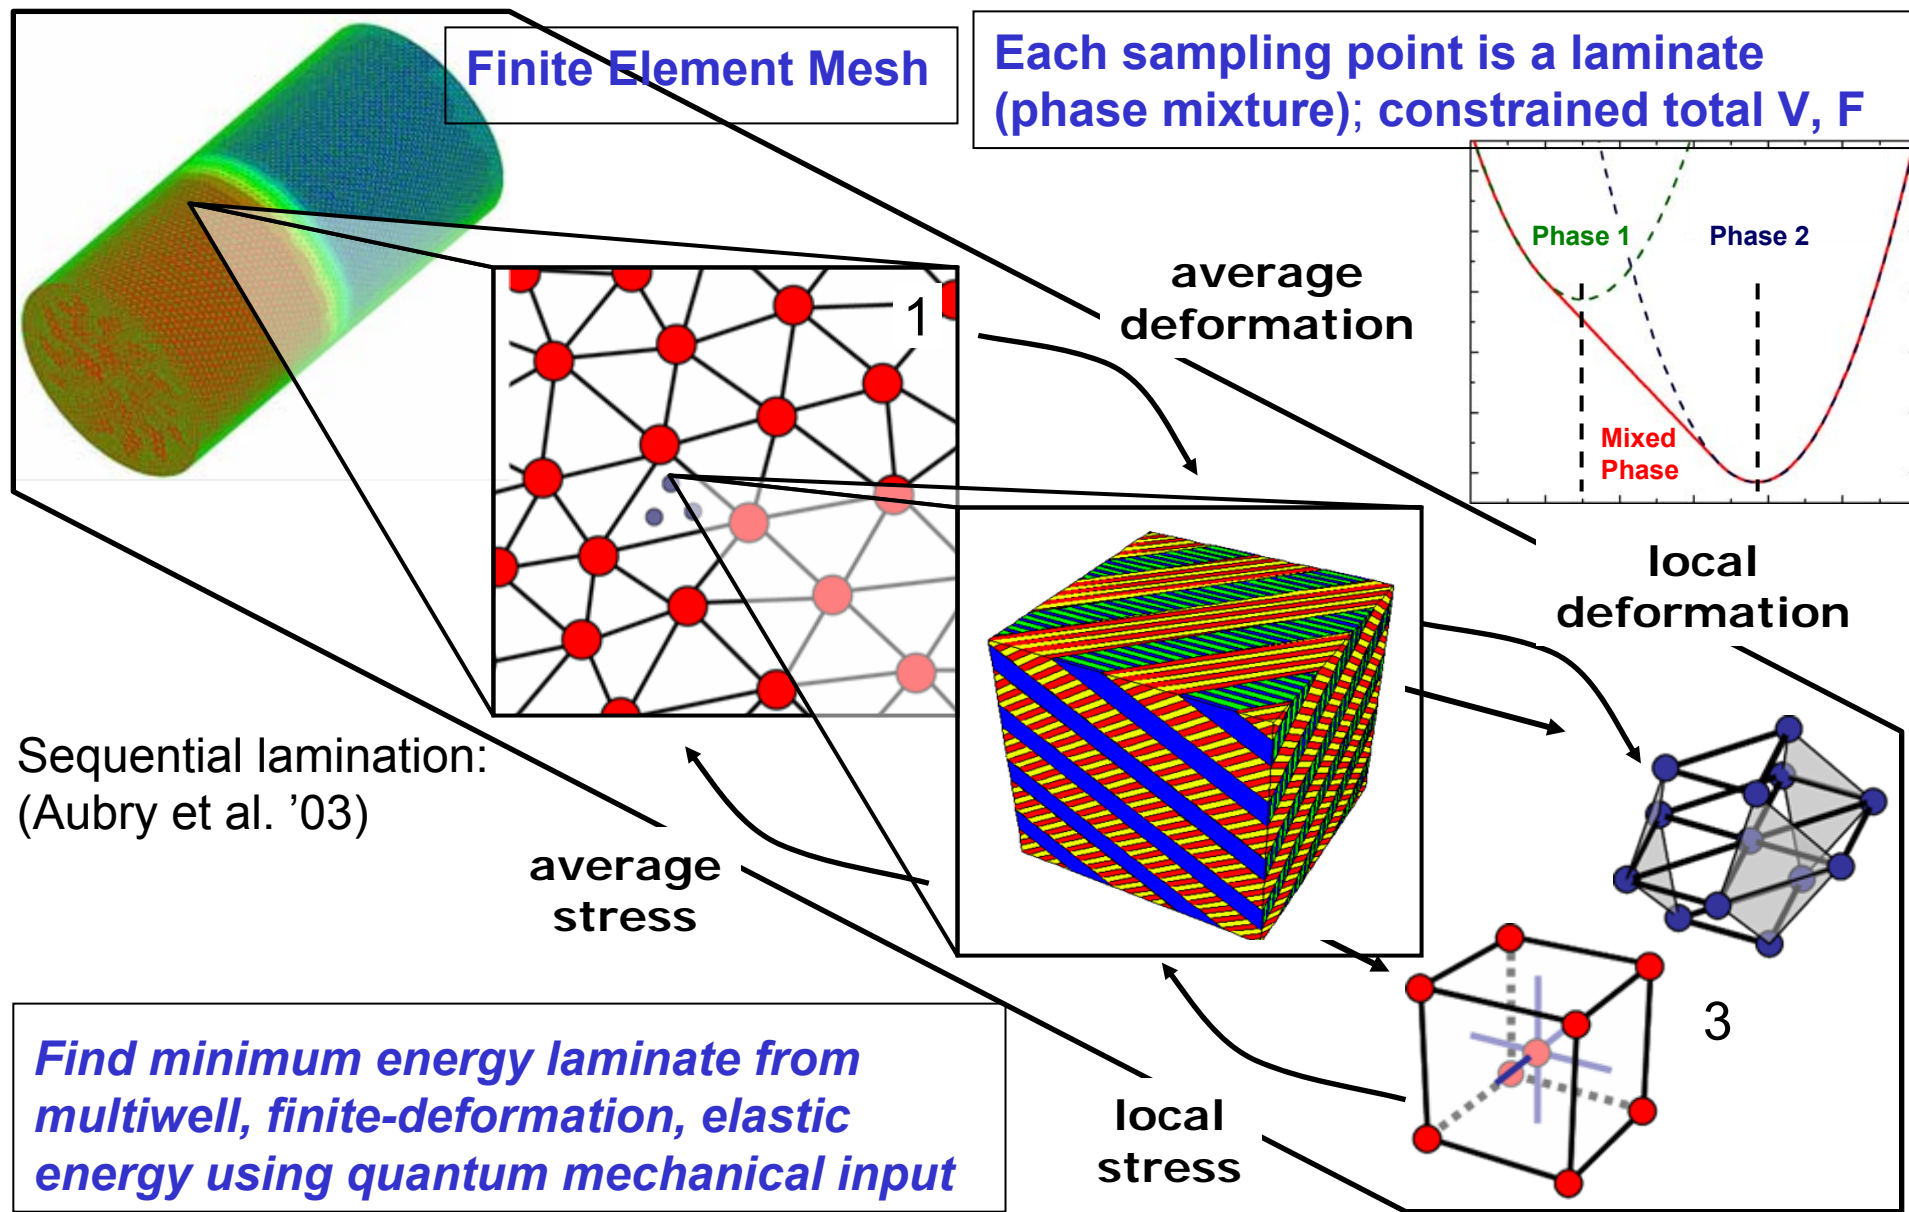 Finite Element Mesh
Each sampling point is a laminate
(phase mixture); constrained total V, F
Phase 1
Phase 2
Mixed
Phase
1
average
deformation
local
deformation
Sequential lamination:
(Aubry et al. ’03)
average
stress
3
local
stress
Find minimum energy laminate from
multiwell, finite-deformation, elastic
energy using quantum mechanical input